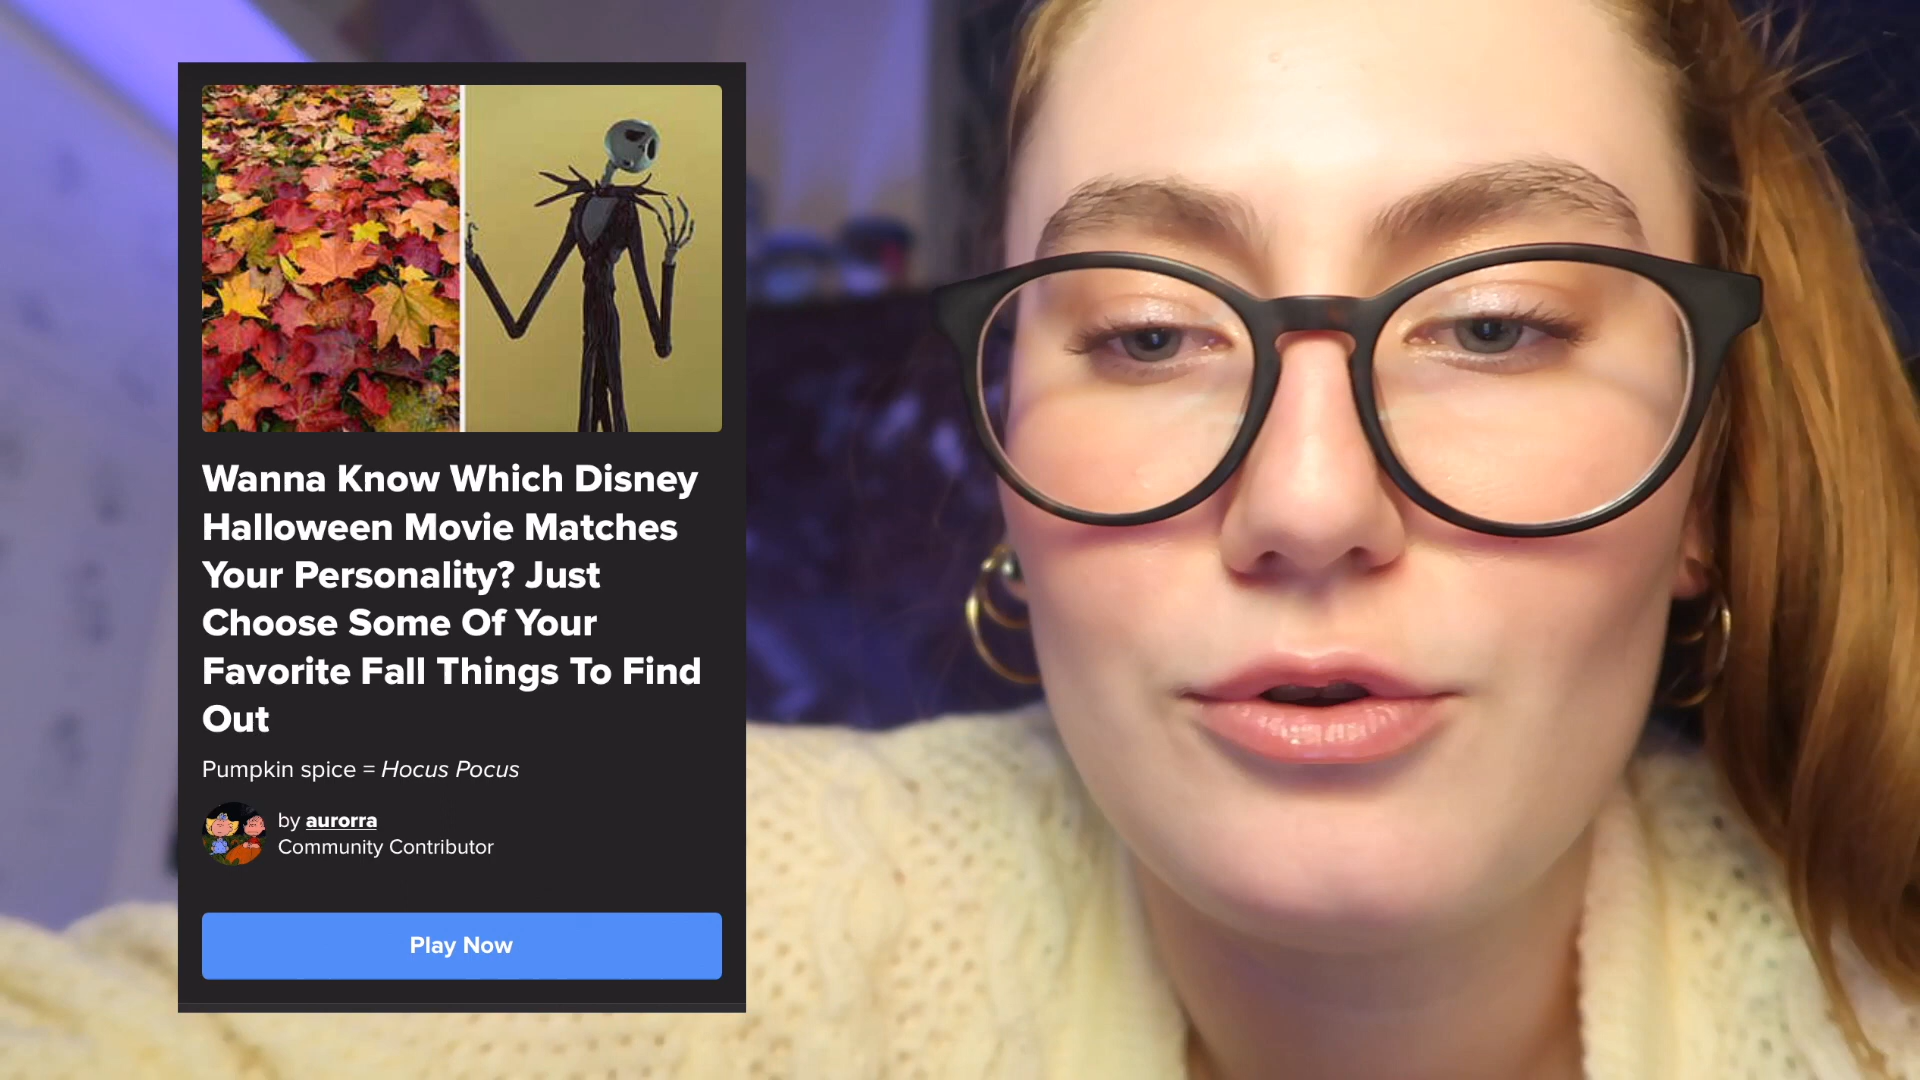 Wanna Know Which Disney
Halloween Movie Matches
Your Personality? Just
Choose Some Of Your
Favorite Fall Things To Find
Out
Pumpkin spice = Hocus Pocus
by aurorra
Community Contributor
Play Now